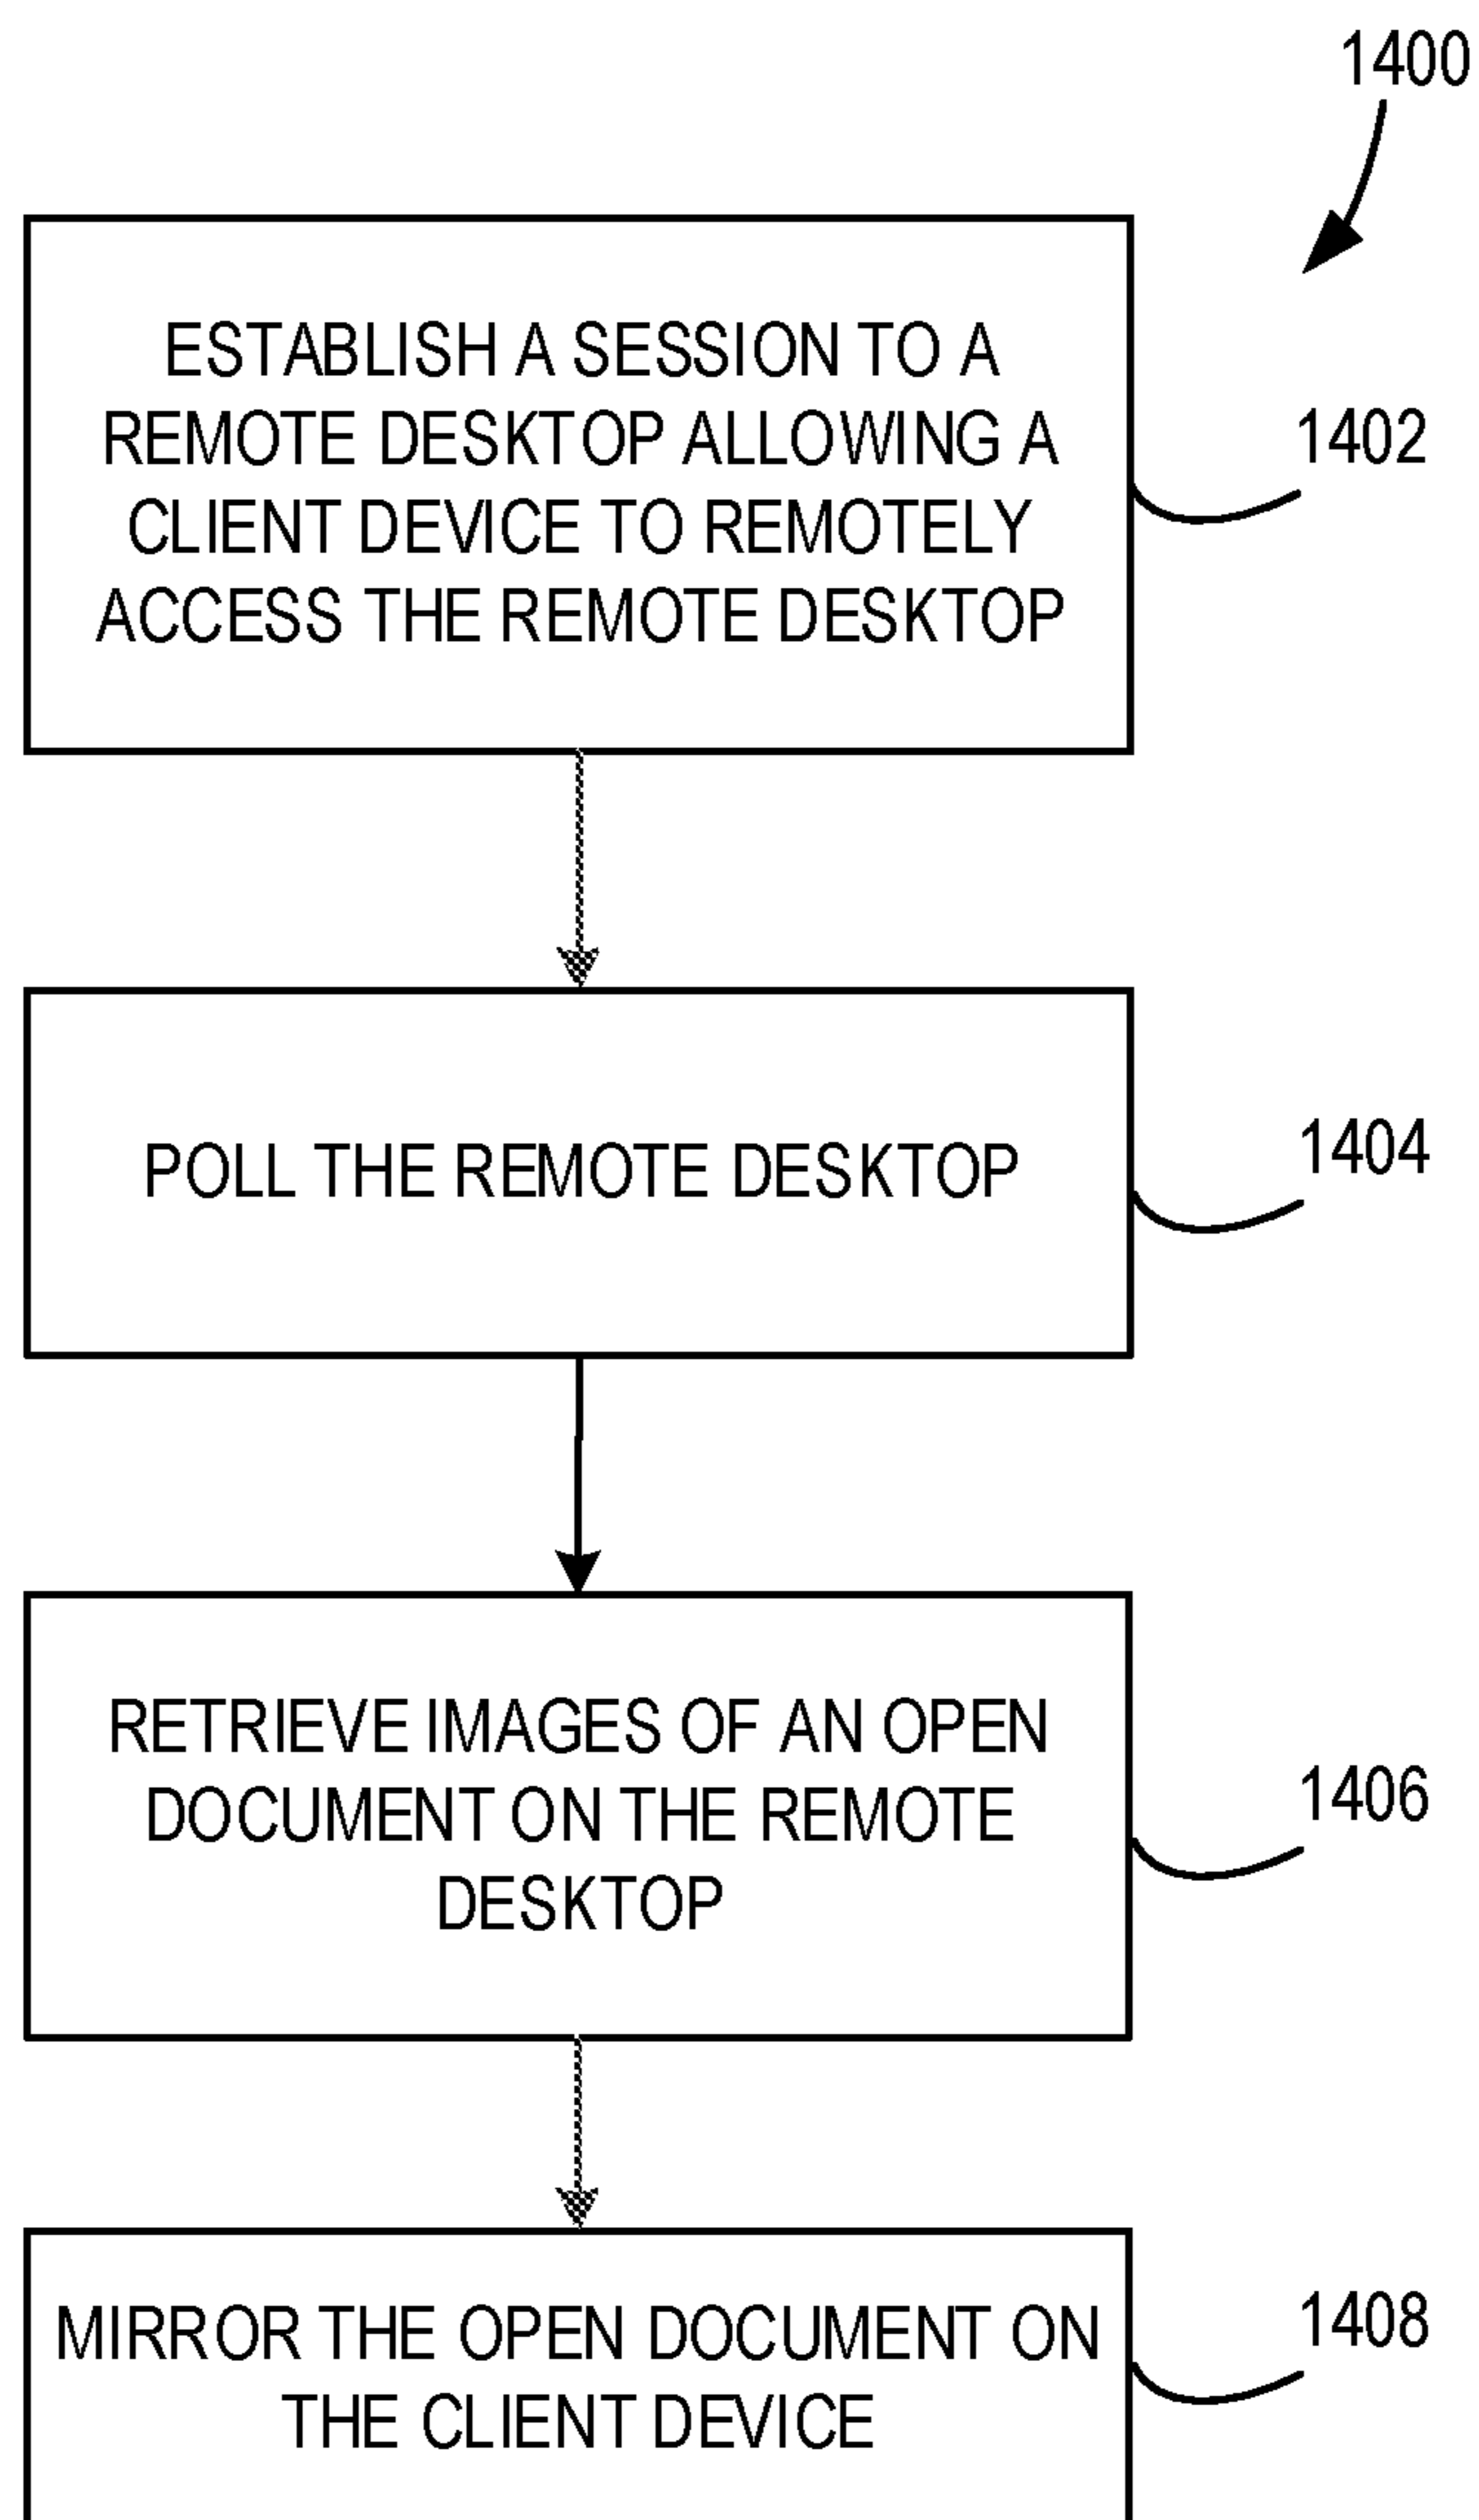 1400
ESTABLISH A SESSION TO A
REMOTE DESKTOP ALLOWING A
CLIENT DEVICE TO REMOTELY
ACCESS THE REMOTE DESKTOP
1402
POLL THE REMOTE DESKTOP
1404
RETRIEVE IMAGES OF AN OPEN
DOCUMENT ON THE REMOTE
DESKTOP
1406
MIRROR THE OPEN DOCUMENT ON
THE CLIENT DEVICE
1408